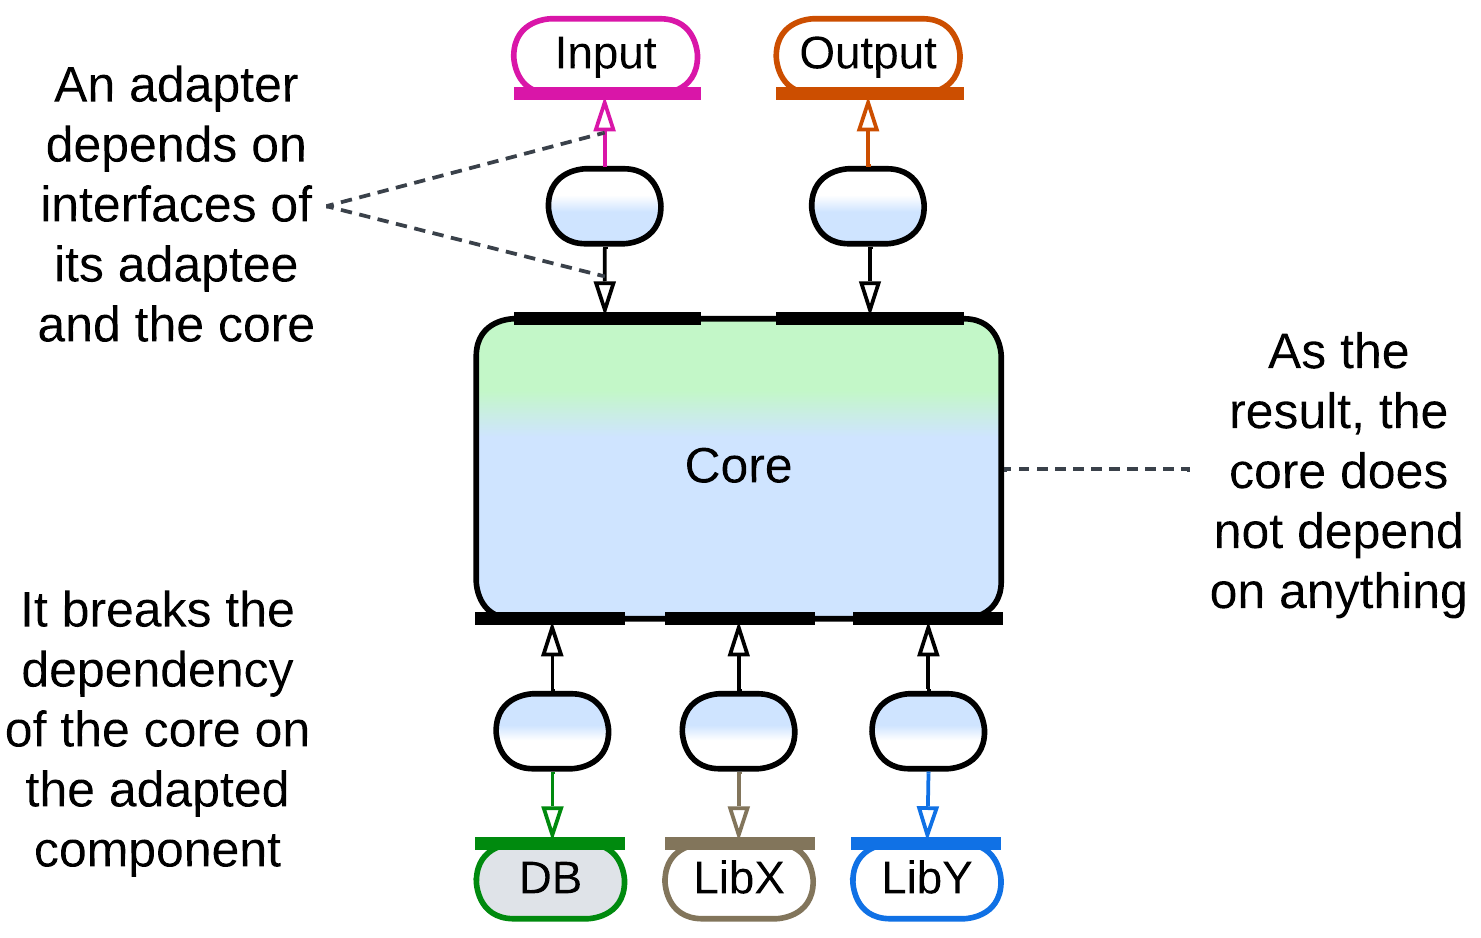 Input
Output
An adapter
depends on
interfaces of
its adaptee
and the core
As the
result, the
core does
not depend
on anything
Core
It breaks the
dependency
of the core on
the adapted
component
DB
LibX
LibY